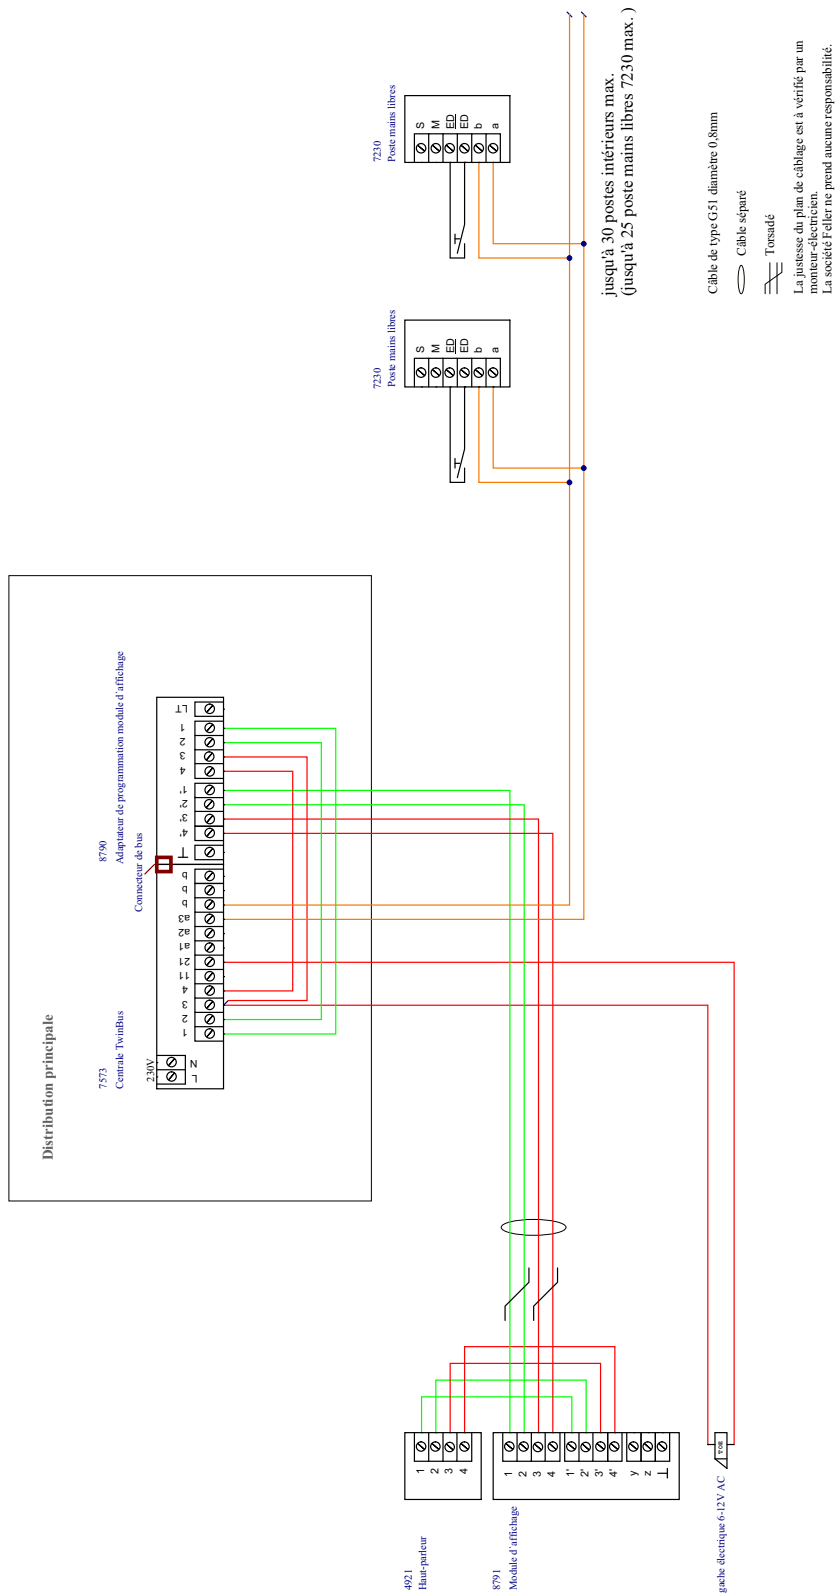 Distribution principale
7573
Centrale TwinBus
8790
Adaptateur de programmation module d'affichage
Connecteur de bus
230V
L
N
1
2
3
4
11
21
a1
a2
a3
b
b
b
⊥
4'
3'
2'
1'
4
3
2
1
LT
7230
Poste mains libres
S
M
ED
ED
b
a
7230
Poste mains libres
S
M
ED
ED
b
a
4921
Haut-parleur
1
2
3
4
8791
Module d'affichage
1
2
3
4
1'
2'
3'
4'
y
z
⊥
TOE
gache électrique 6-12 V AC
jusqu'à 30 postes intérieurs max.
(jusqu'à 25 poste mains libres 7230 max. )
Câble de type G51 diamètre 0,8mm
Câble séparé
Torsadé
La justesse du plan de câblage est à vérifié par un
monteur-électricien.
La société Feller ne prend aucune responsabilité.